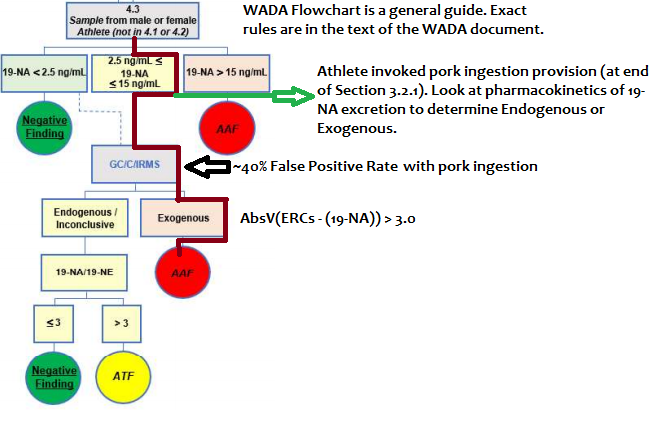 4.3
Sample from male or female
Athlete (not in 4.1 or 4.2)
WADA Flowchart is a general guide. Exact
rules are in the text of the WADA document.
19-NA < 2.5 ng/mL
2.5 ng/mL ≤
19-NA
≤ 15 ng/mL
19-NA > 15 ng/mL
Athlete invoked pork ingestion provision (at end
of Section 3.2.1). Look at pharmacokinetics of 19-
NA excretion to determine Endogenous or
Exogenous.
Negative
Finding
AAF
GC/C/IRMS
~40% False Positive Rate with pork ingestion
Endogenous /
Inconclusive
Exogenous
AbsV(ERCs - (19-NA)) > 3.0
19-NA/19-NE
AAF
≤ 3
> 3
Negative
Finding
ATF